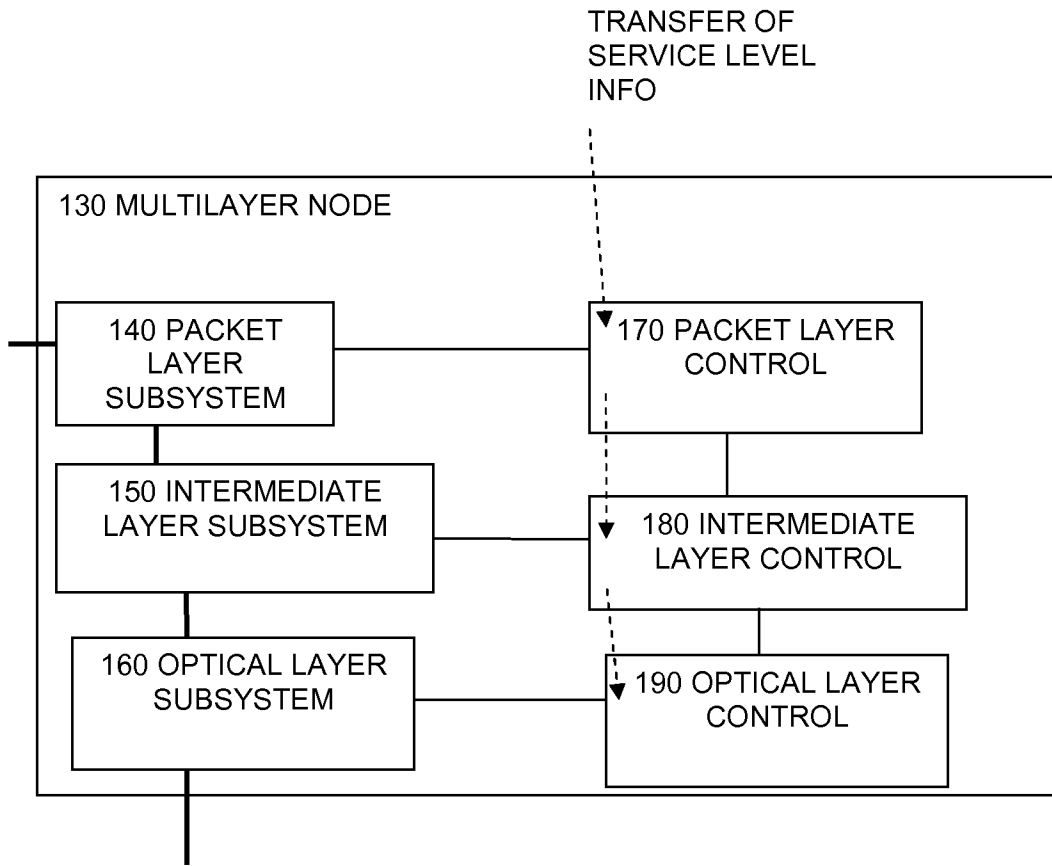 TRANSFER OF
SERVICE LEVEL
INFO
130 MULTILAYER NODE
140 PACKET
LAYER
SUBSYSTEM
170 PACKET LAYER
CONTROL
150 INTERMEDIATE
LAYER SUBSYSTEM
180 INTERMEDIATE
LAYER CONTROL
160 OPTICAL LAYER
SUBSYSTEM
190 OPTICAL LAYER
CONTROL